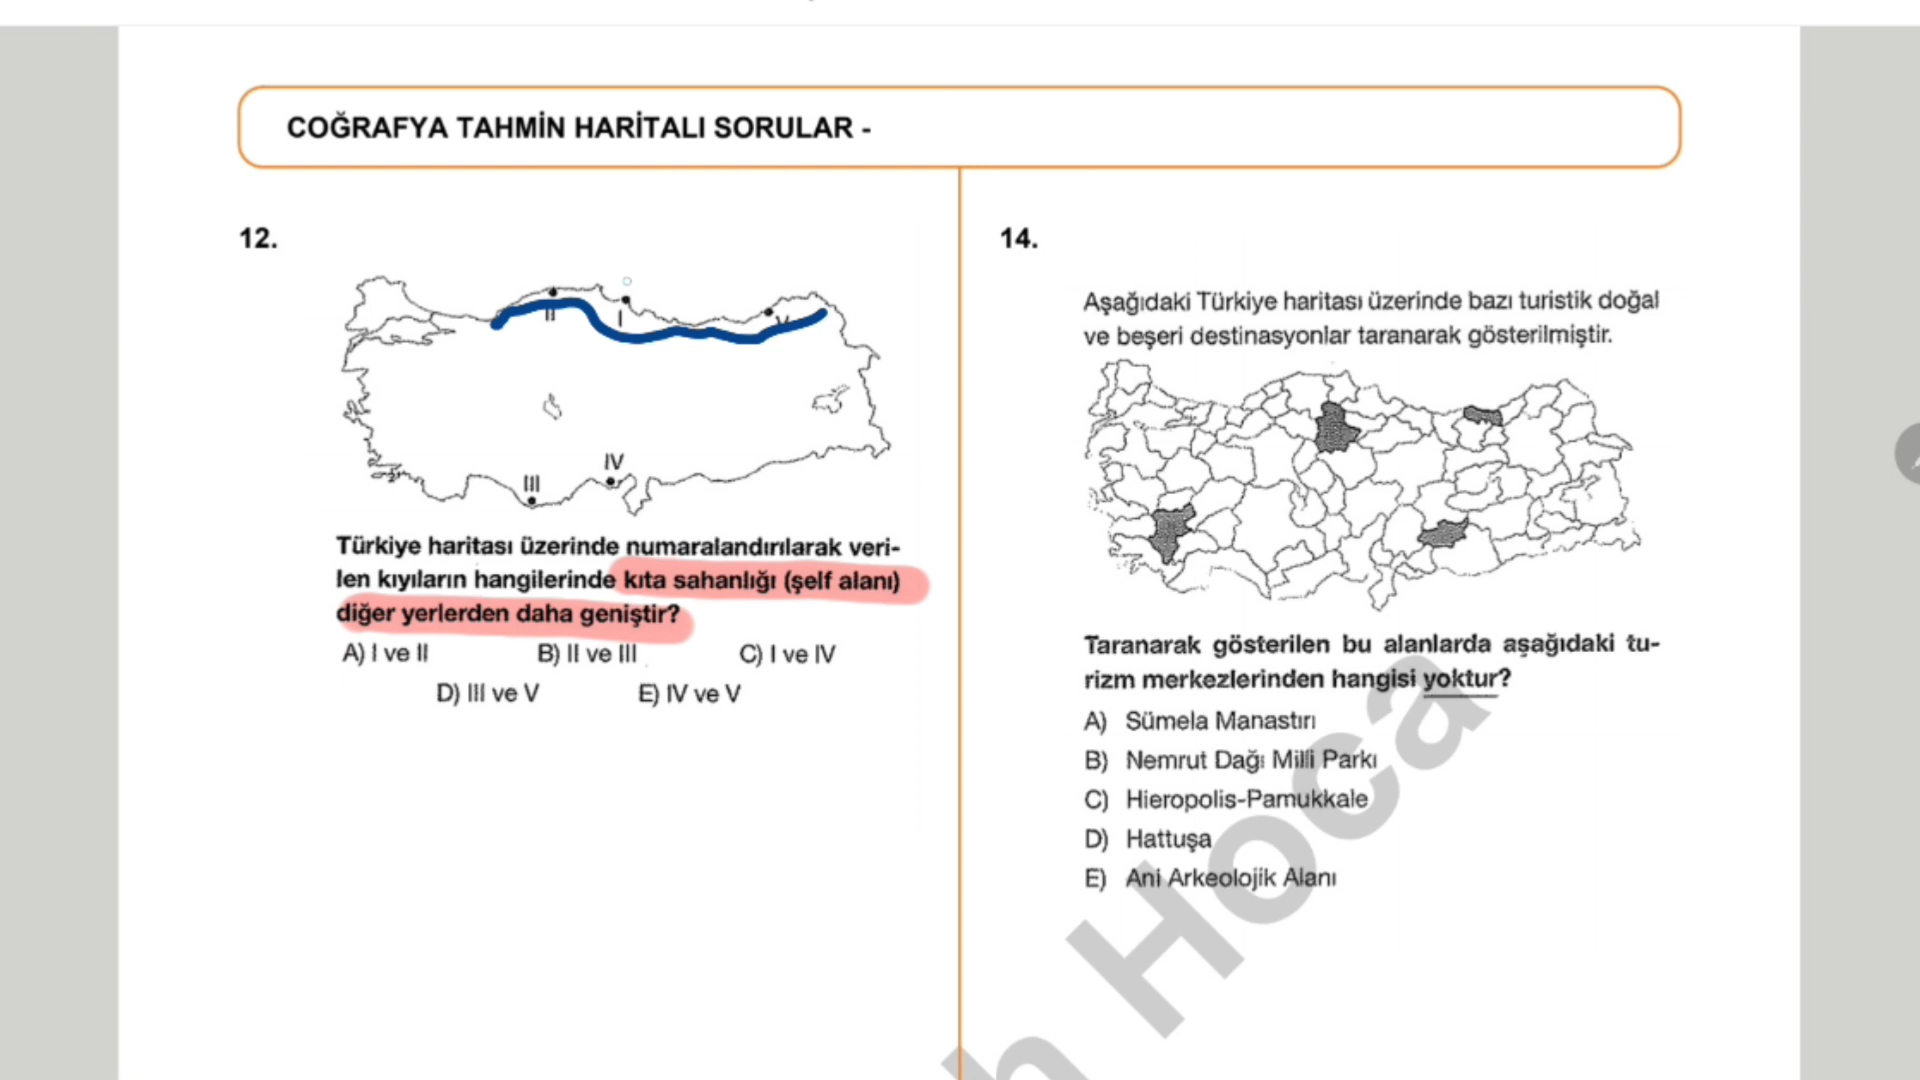 COĞRAFYA TAHMİN HARİTALI SORULAR -
12.
II
I
V
III
IV
Türkiye haritası üzerinde numaralandırılarak veri-
len kıyıların hangilerinde kıta sahanlığı (şelf alanı)
diğer yerlerden daha geniştir?
A) I ve II
B) II ve III
C) I ve IV
D) III ve V
E) IV ve V
14.
Aşağıdaki Türkiye haritası üzerinde bazı turistik doğal
ve beşeri destinasyonlar taranarak gösterilmiştir.
Taranarak gösterilen bu alanlarda aşağıdaki tu-
rizm merkezlerinden hangisi yoktur?
A) Sümela Manastırı
B) Nemrut Dağı Millî Parkı
C) Hieropolis-Pamukkale
D) Hattuşa
E) Ani Arkeolojik Alanı
h Hoca